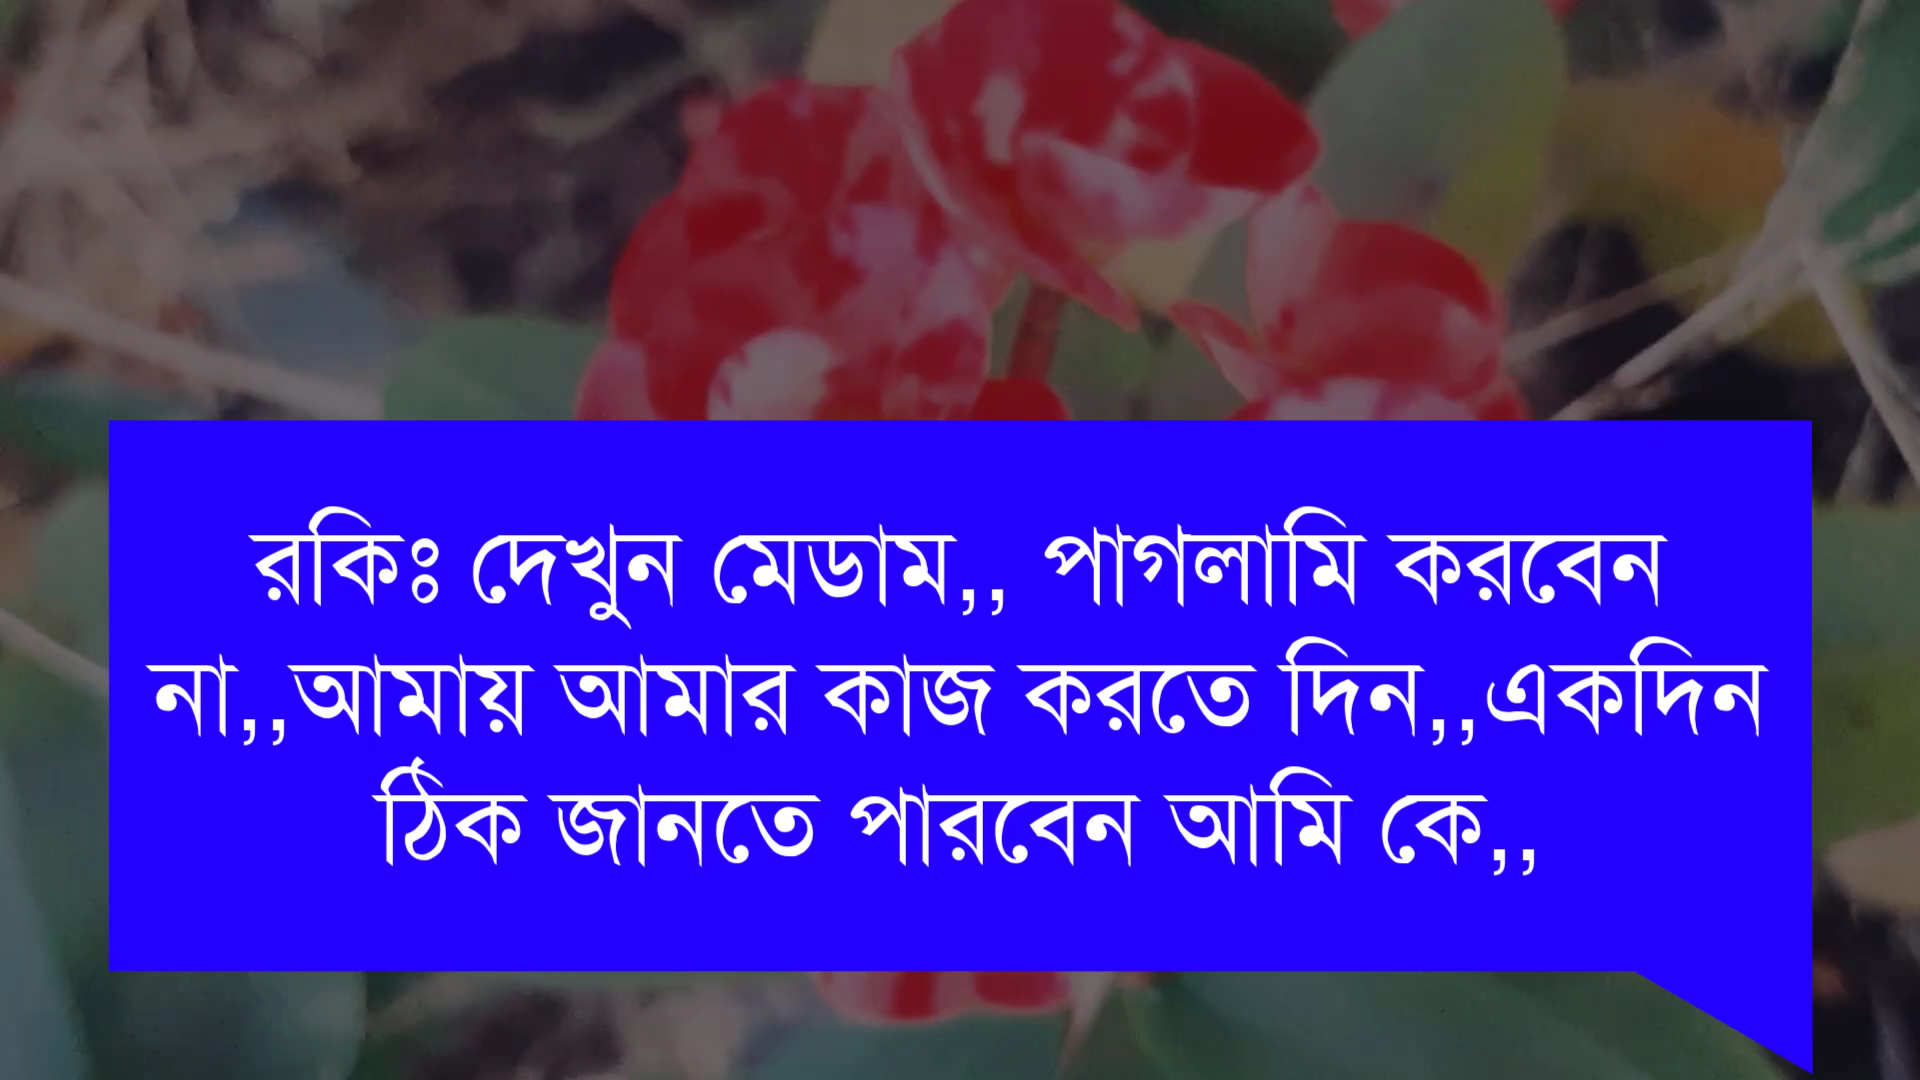 রকিঃ দেখুন মেডাম,, পাগলামি করবেন
না,,আমায় আমার কাজ করতে দিন,,একদিন
ঠিক জানতে পারবেন আমি কে,,